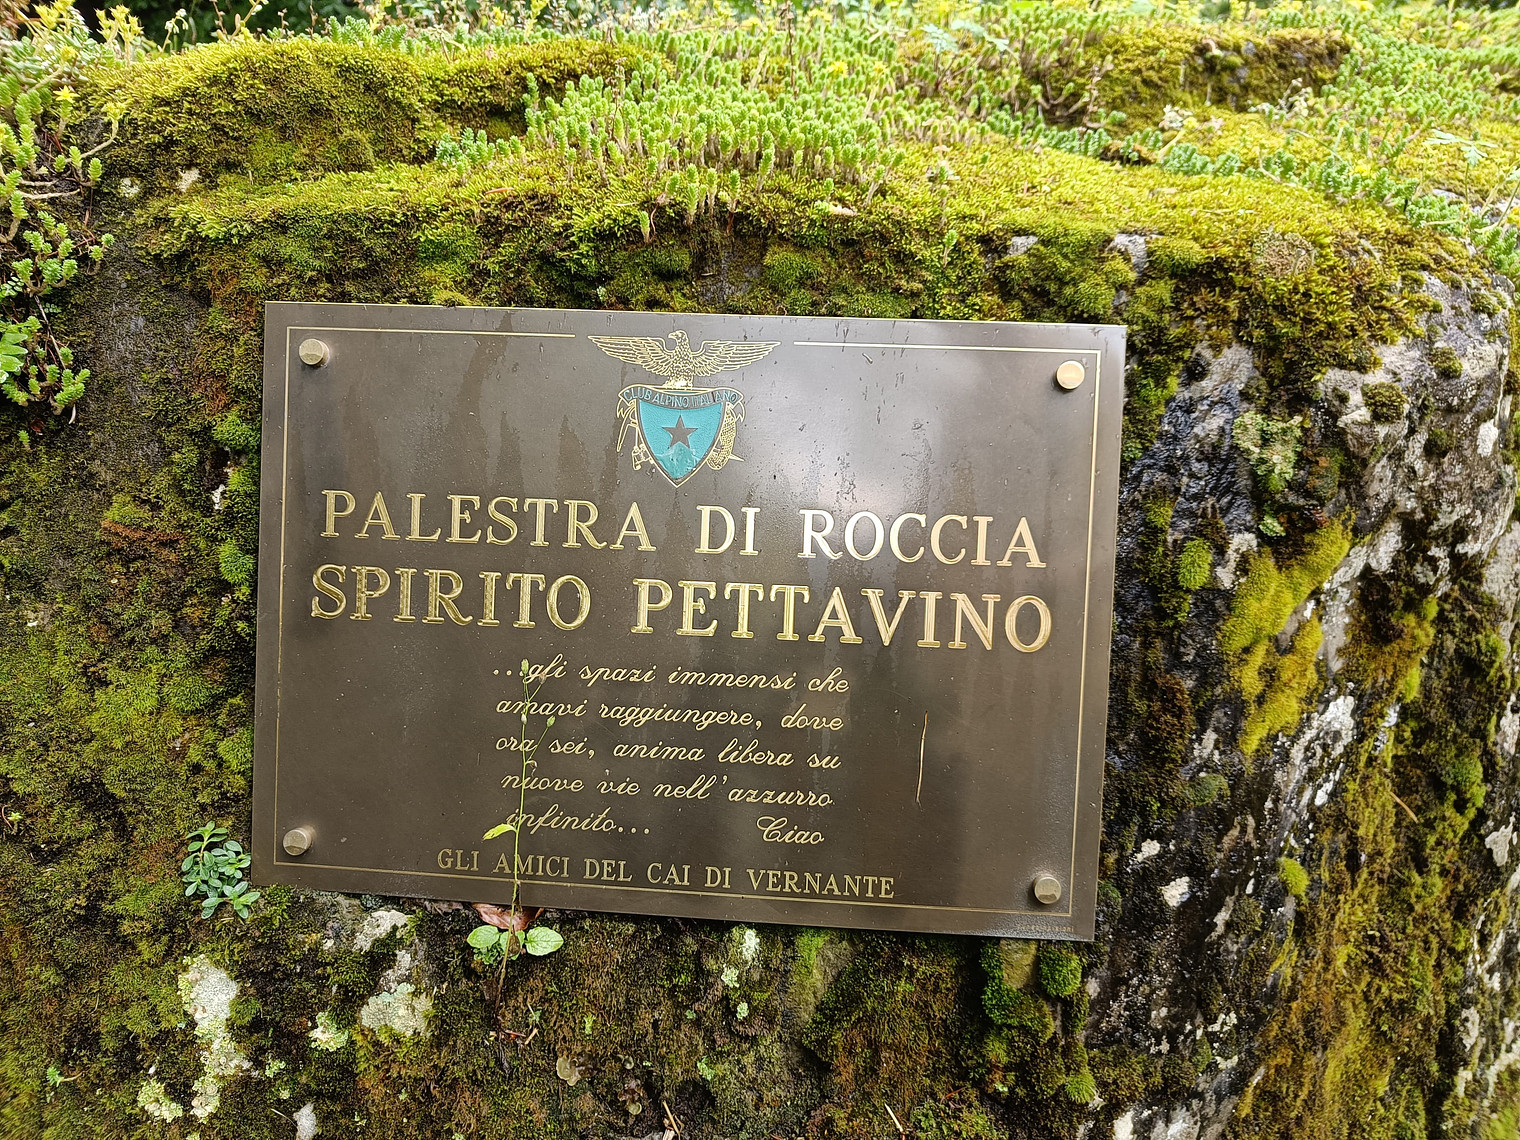 CLUB ALPINO ITALIANO
PALESTRA DI ROCCIA
SPIRITO PETTAVINO
...gli spazi immensi che
amavi raggiungere, dove
ora sei, anima libera su
nuove vie nell'azzurro
infinito... Ciao
GLI AMICI DEL CAI DI VERNANTE